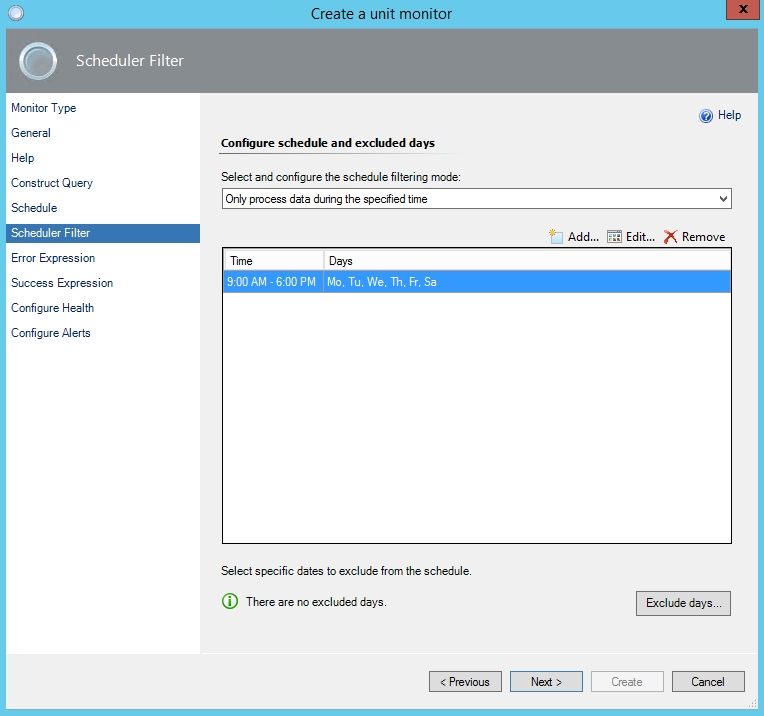 Create a unit monitor
x
Scheduler Filter
Monitor Type
General
Help
Construct Query
Schedule
Scheduler Filter
Error Expression
Success Expression
Configure Health
Configure Alerts
Help
Configure schedule and excluded days
Select and configure the schedule filtering mode:
Only process data during the specified time
Add... Edit... Remove
Time Days
9:00 AM - 6:00 PM Mo, Tu, We, Th, Fr, Sa
Select specific dates to exclude from the schedule.
There are no excluded days.
Exclude days...
< Previous Next > Create Cancel